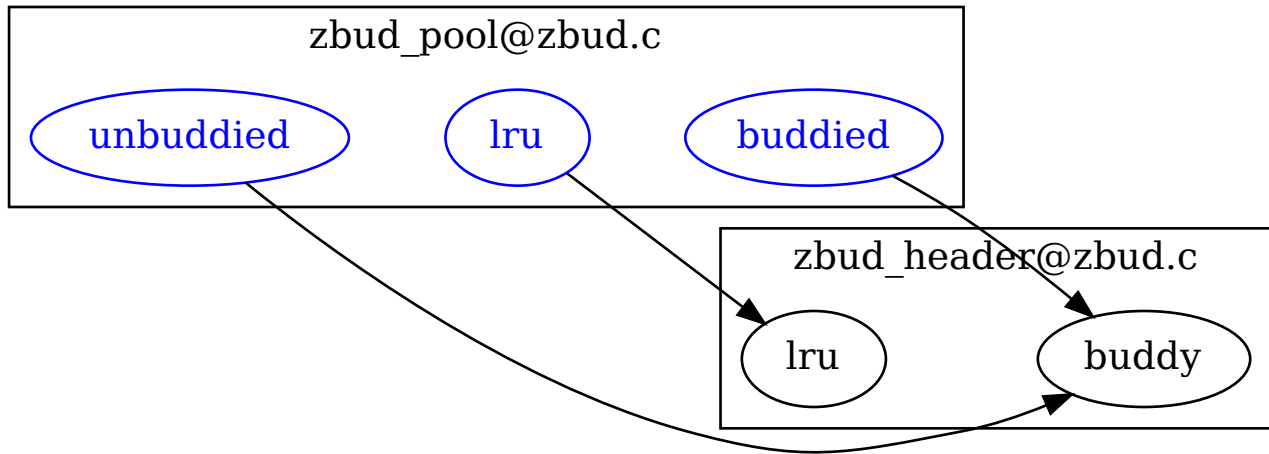 zbud_pool@zbud.c
unbuddied lru buddied
zbud_header@zbud.c
lru buddy